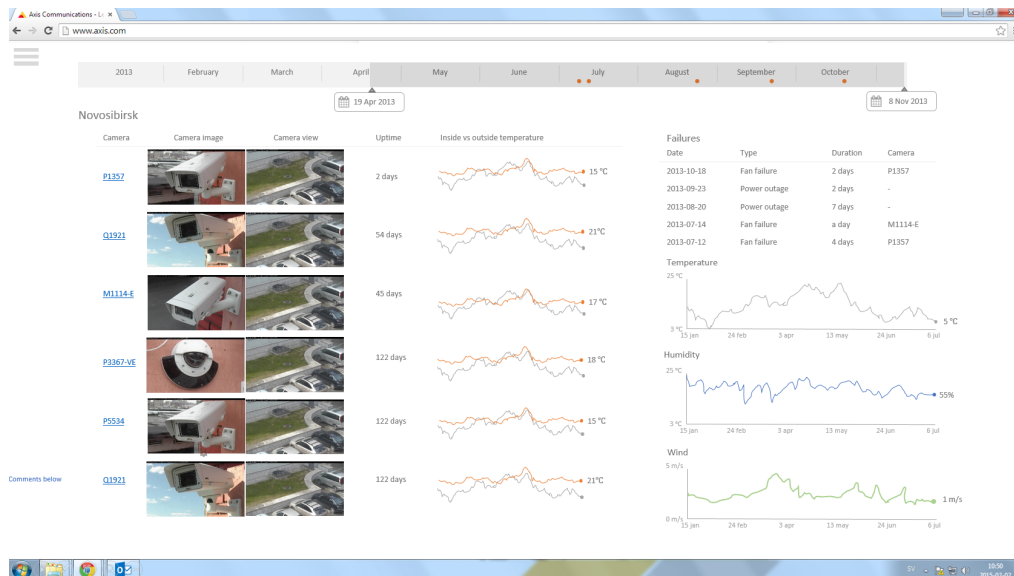 Axis Communications - L
www.axis.com
2013 February March April May June July August September October
19 Apr 2013 8 Nov 2013
Novosibirsk
Camera Camera image Camera view Uptime Inside vs outside temperature
P1357 2 days 15 °C
Q1921 54 days 21°C
M1114-E 45 days 17 °C
P3367-VE 122 days 18 °C
P5534 122 days 15 °C
Comments below
Q1921 122 days 21°C
Failures
Date Type Duration Camera
2013-10-18 Fan failure 2 days P1357
2013-09-23 Power outage 2 days -
2013-08-20 Power outage 7 days -
2013-07-14 Fan failure a day M1114-E
2013-07-12 Fan failure 4 days P1357
Temperature
25 °C
5 °C
3 °C
15 jan 24 feb 3 apr 13 may 24 jun 6 jul
Humidity
25 °C
55%
3 °C
15 jan 24 feb 3 apr 13 may 24 jun 6 jul
Wind
5 m/s
1 m/s
0 m/s
15 jan 24 feb 3 apr 13 may 24 jun 6 jul
SV 10:50
2015-02-03